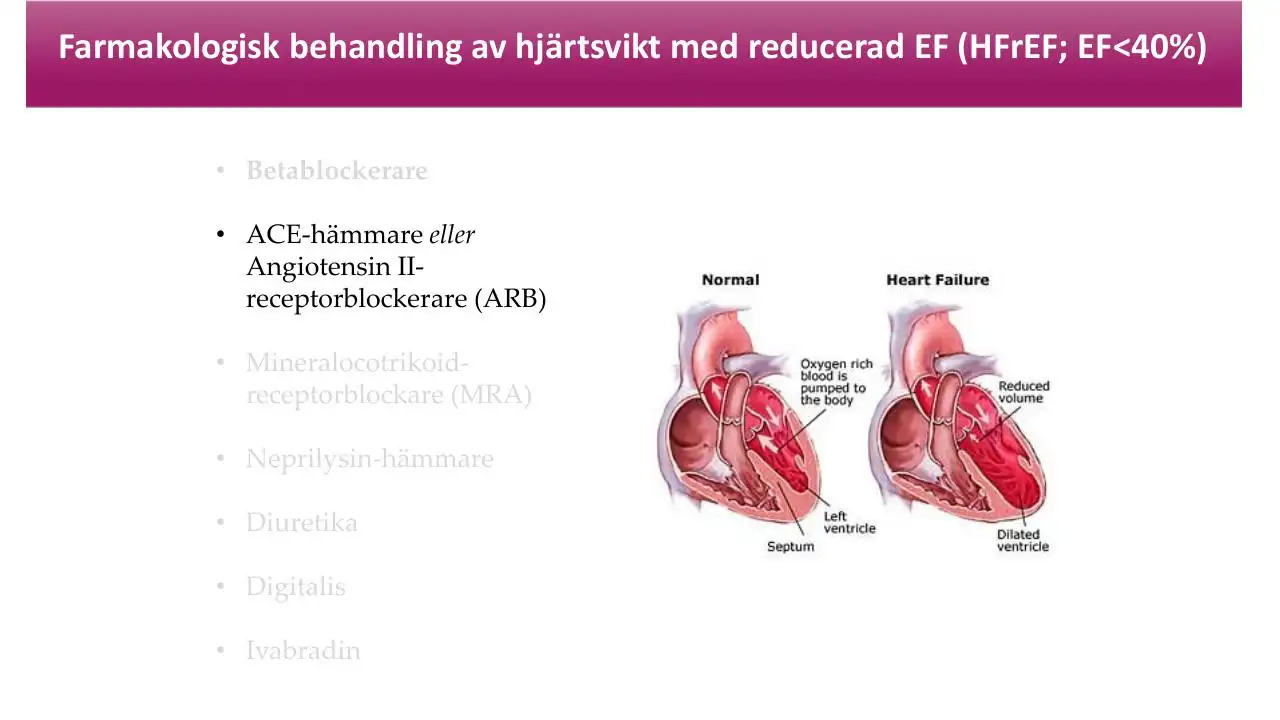 Farmakologisk behandling av hjärtsvikt med reducerad EF (HFrEF; EF<40%)
• Betablockerare
• ACE-hämmare eller
Angiotensin II-
receptorblockerare (ARB)
• Mineralocotrikoid-
receptorblockare (MRA)
• Neprilysin-hämmare
• Diuretika
• Digitalis
• Ivabradin
Normal
Heart Failure
Oxygen rich
blood is
pumped to
the body
Reduced
volume
Left
ventricle
Septum
Dilated
ventricle